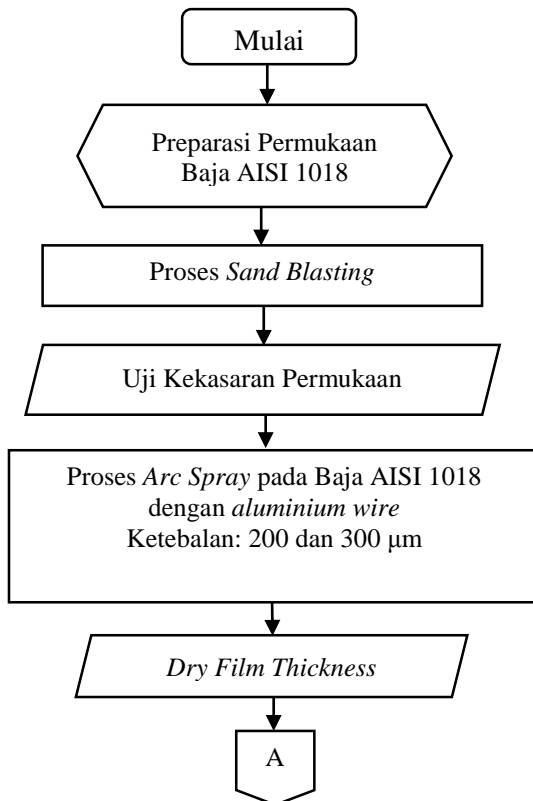 Mulai
Preparasi Permukaan
Baja AISI 1018
Proses Sand Blasting
Uji Kekasaran Permukaan
Proses Arc Spray pada Baja AISI 1018
dengan aluminium wire
Ketebalan: 200 dan 300 μm
Dry Film Thickness
A